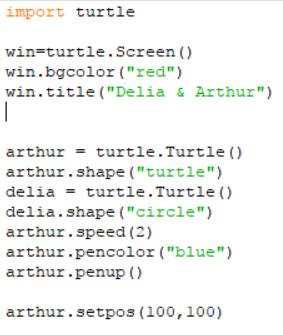 import turtle
win=turtle.Screen()
win.bgcolor("red")
win.title("Delia & Arthur")
arthur = turtle.Turtle()
arthur.shape("turtle")
delia = turtle.Turtle()
delia.shape("circle")
arthur.speed(2)
arthur.pencolor("blue")
arthur.penup()
arthur.setpos(100,100)